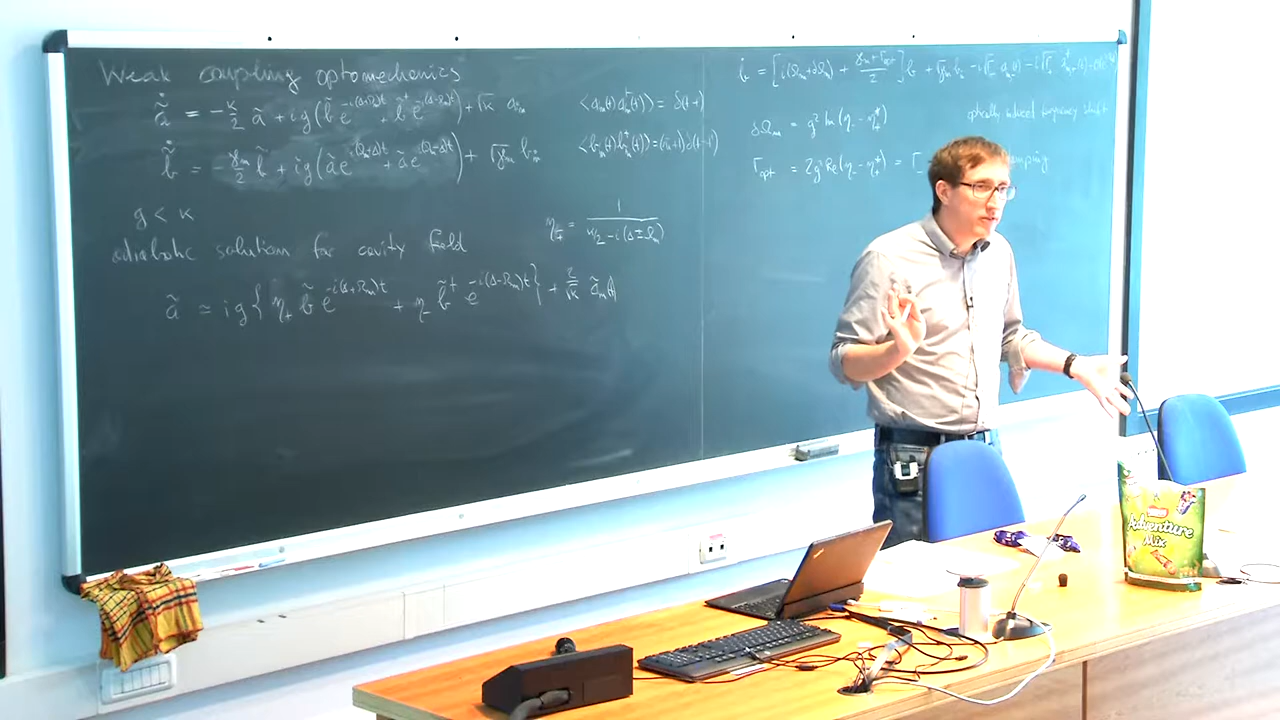 Weak coupling optomechanics
ȧ̃ = -κ/2 ã + ig(b̃ e^{-i(Δ+Ωm)t} + b̃† e^{-i(Δ-Ωm)t}) + √κ a_in
<a_in(t) a_in†(t')> = δ(t-t')
ḃ̃ = -γm/2 b̃ + ig(ã e^{i(Ωm+Δ)t} + ã† e^{i(Ωm-Δ)t}) + √γm b_in
<b_in(t) b_in†(t')> = (n̄+1) δ(t-t')
g < κ
adiabatic solution for cavity field
η± = 1 / (κ/2 - i(Δ±Ωm))
ã ≃ ig{η+ b̃ e^{-i(Δ+Ωm)t} + η- b̃† e^{-i(Δ-Ωm)t}} + 2/√κ ã_in(t)
δΩm = g² Im(η- - η+*)
optically induced frequency shift
Γopt = 2g² Re(η- - η+*) =
Nestle
Adventure
Mix